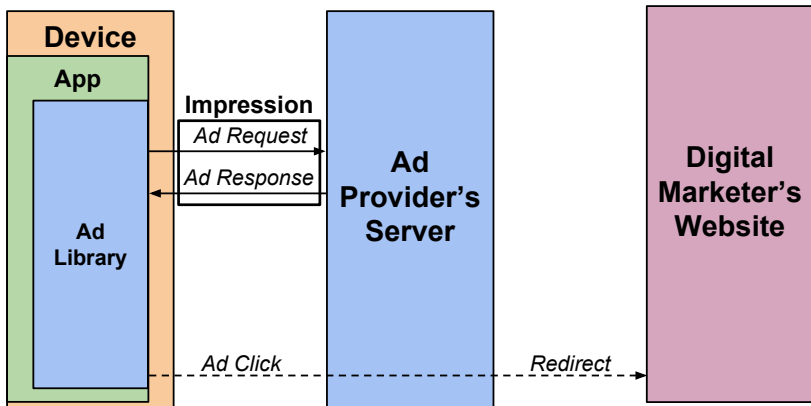 Device
App
Impression
Ad Request
Ad Response
Ad
Library
Ad
Provider's
Server
Digital
Marketer's
Website
Ad Click
Redirect